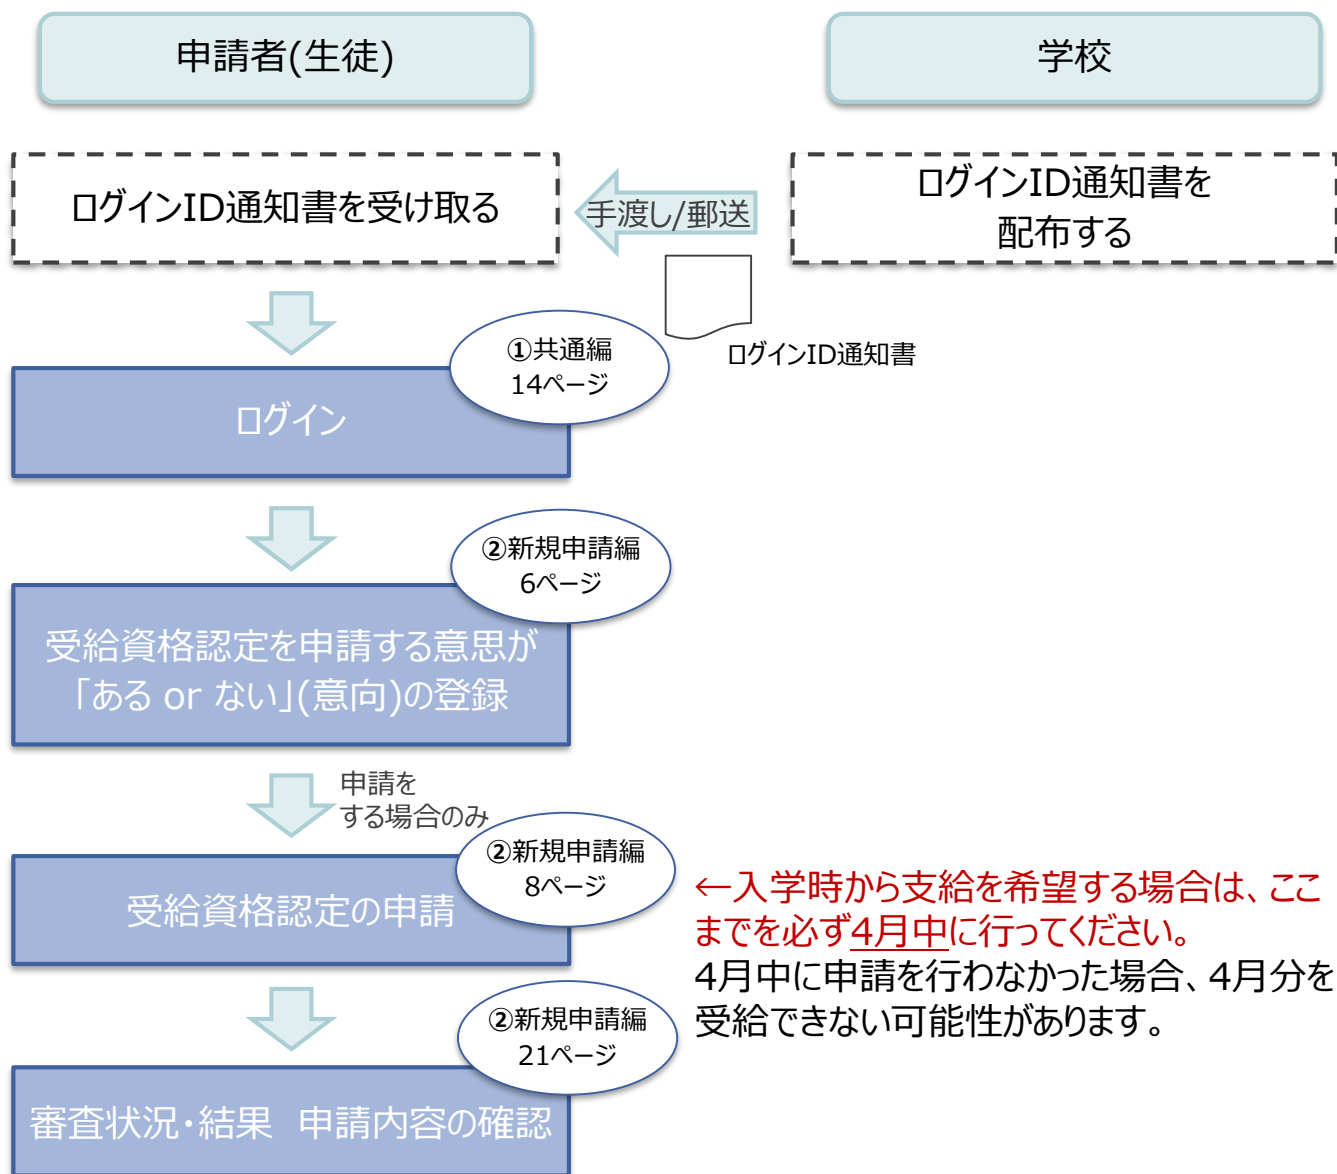 申請者(生徒)
学校
ログインID通知書を受け取る
手渡し/郵送
ログインID通知書を
配布する
ログインID通知書
①共通編
14ページ
ログイン
②新規申請編
6ページ
受給資格認定を申請する意思が
「ある or ない」(意向)の登録
申請を
する場合のみ
②新規申請編
8ページ
受給資格認定の申請
←入学時から支給を希望する場合は、ここ
までを必ず4月中に行ってください。
4月中に申請を行わなかった場合、4月分を
受給できない可能性があります。
②新規申請編
21ページ
審査状況・結果　申請内容の確認